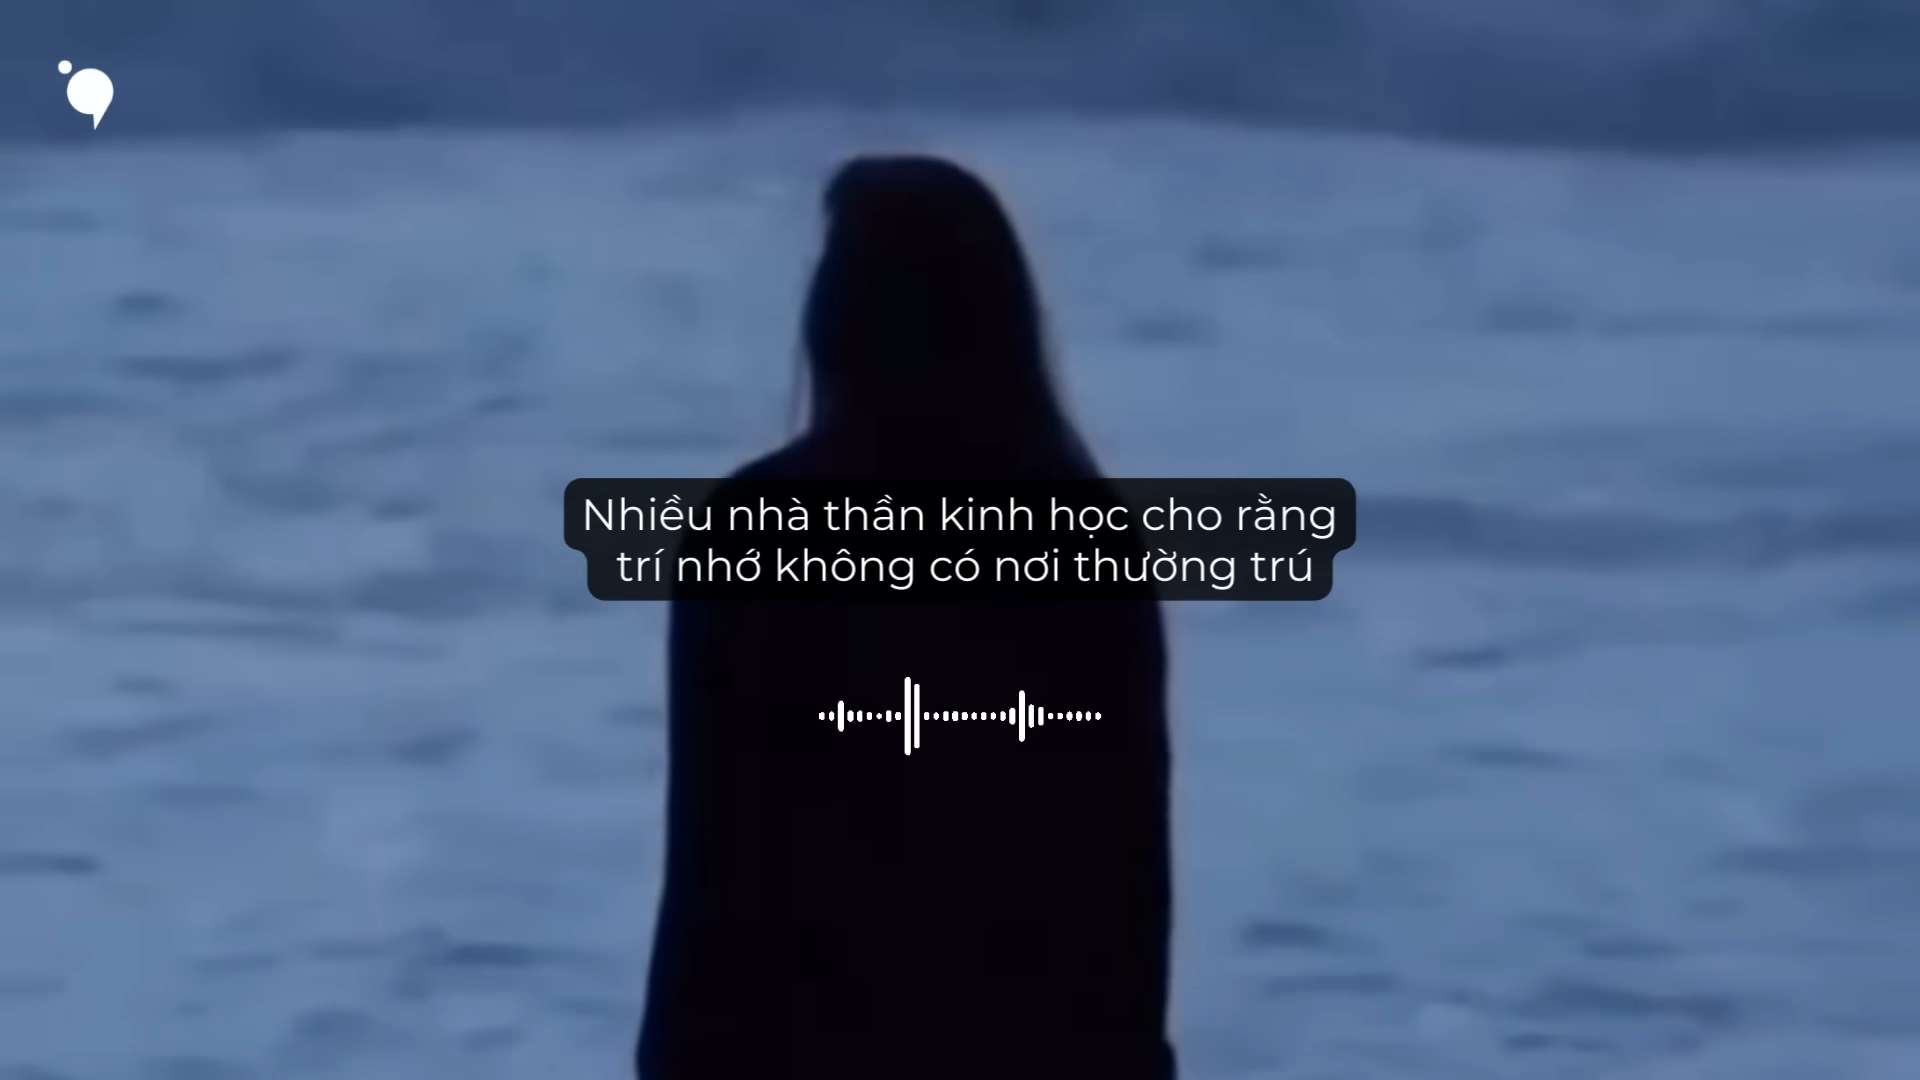 Nhiều nhà thần kinh học cho rằng
trí nhớ không có nơi thường trú